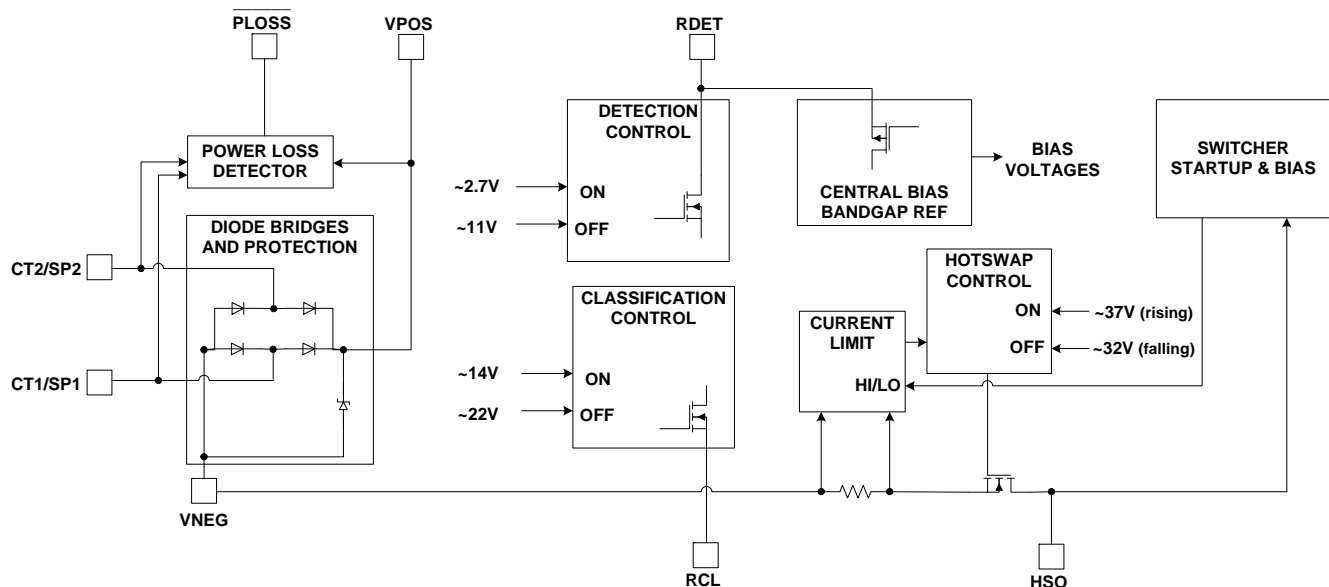 PLOSS
VPOS
RDET
POWER LOSS
DETECTOR
DIODE BRIDGES
AND PROTECTION
CT2/SP2
CT1/SP1
VNEG
DETECTION
CONTROL
~2.7V
ON
~11V
OFF
CENTRAL BIAS
BANDGAP REF
BIAS
VOLTAGES
SWITCHER
STARTUP & BIAS
CLASSIFICATION
CONTROL
~14V
ON
~22V
OFF
RCL
CURRENT
LIMIT
HI/LO
HOTSWAP
CONTROL
ON
~37V (rising)
OFF
~32V (falling)
HSO